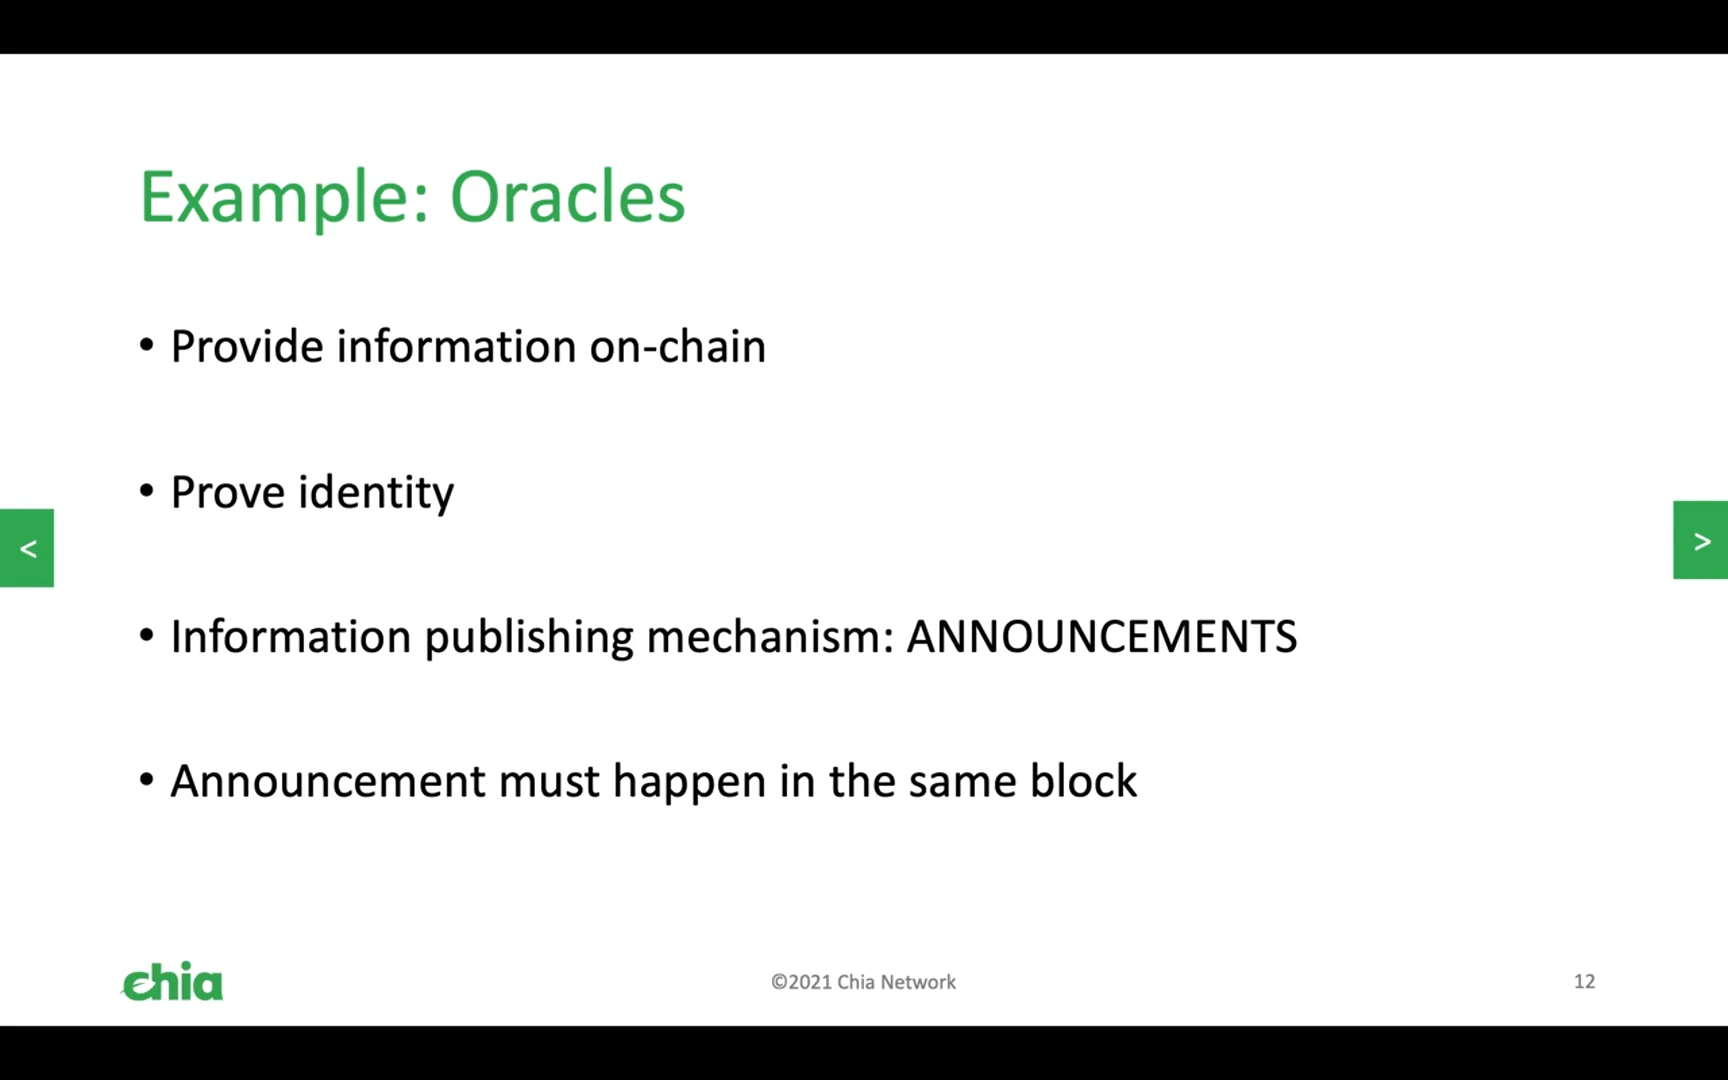 Example: Oracles
• Provide information on-chain
• Prove identity
<
>
• Information publishing mechanism: ANNOUNCEMENTS
• Announcement must happen in the same block
chia
©2021 Chia Network
12